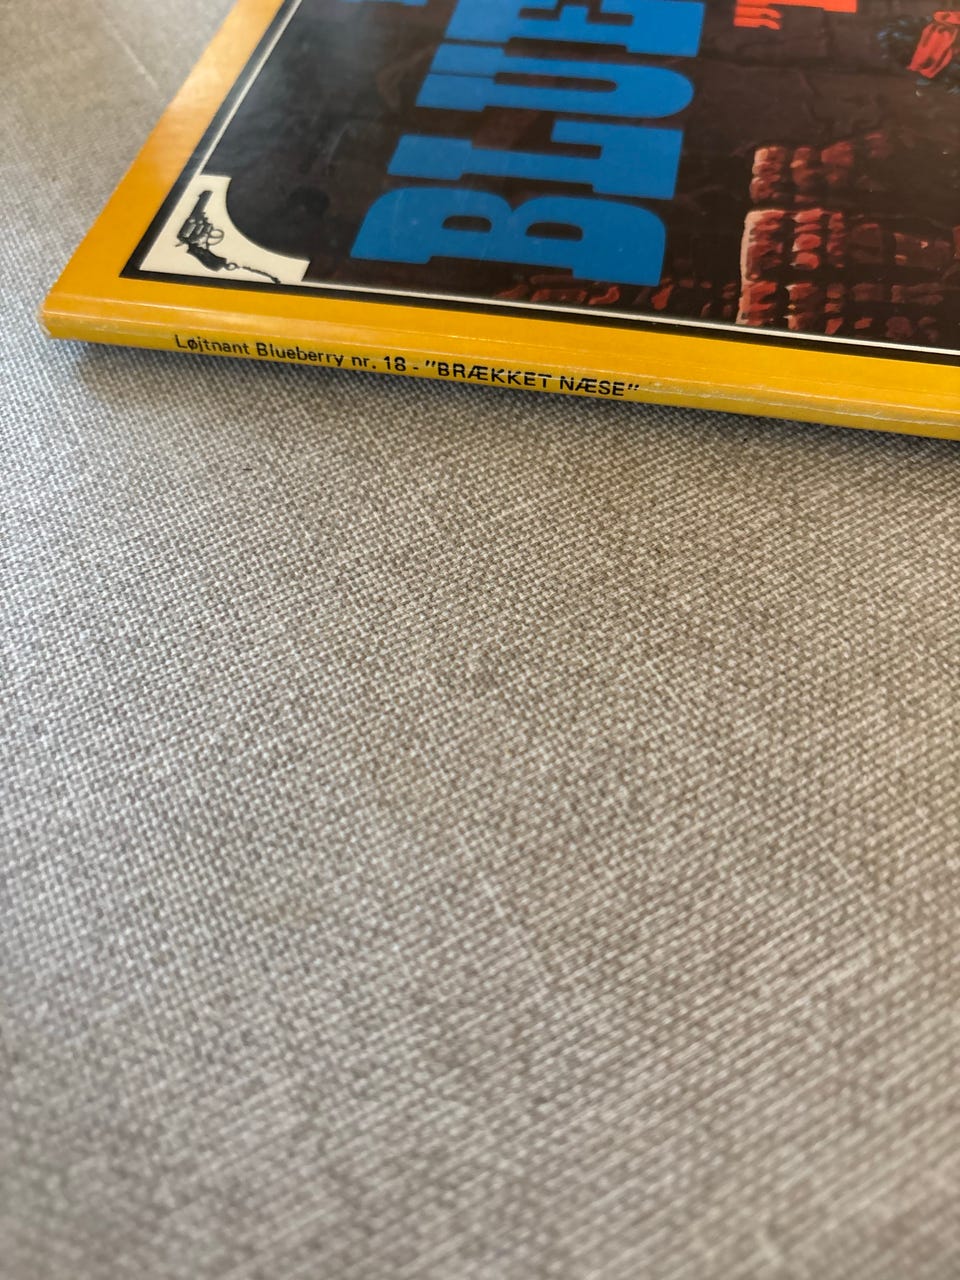 BLUE
Løjtnant Blueberry nr. 18 - "BRÆKKET NÆSE"